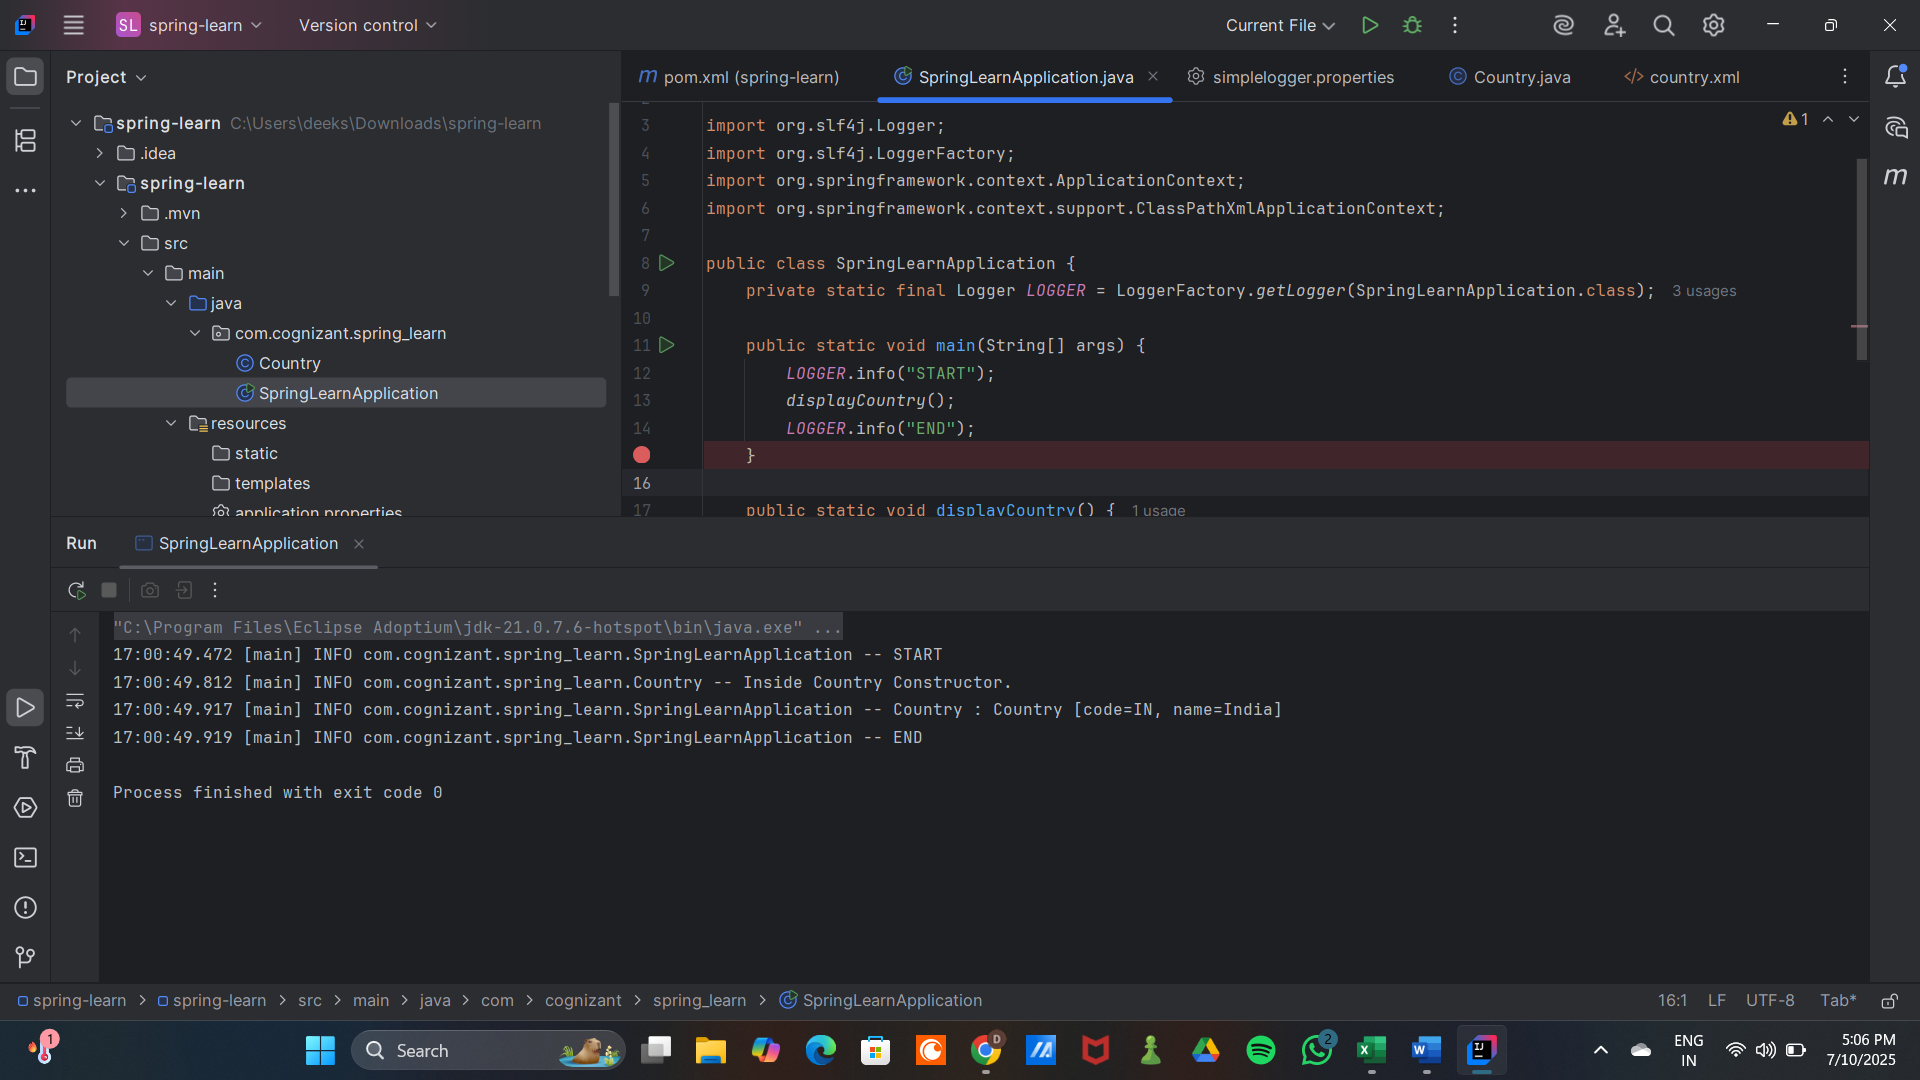 SL spring-learn Version control Current File
Project
pom.xml (spring-learn) SpringLearnApplication.java simplelogger.properties Country.java country.xml
spring-learn C:\Users\deeks\Downloads\spring-learn
.idea
spring-learn
.mvn
src
main
java
com.cognizant.spring_learn
Country
SpringLearnApplication
resources
static
templates
application.properties
1
3 import org.slf4j.Logger;
4 import org.slf4j.LoggerFactory;
5 import org.springframework.context.ApplicationContext;
6 import org.springframework.context.support.ClassPathXmlApplicationContext;
7
8 public class SpringLearnApplication {
9 private static final Logger LOGGER = LoggerFactory.getLogger(SpringLearnApplication.class); 3 usages
10
11 public static void main(String[] args) {
12 LOGGER.info("START");
13 displayCountry();
14 LOGGER.info("END");
}
16
17 public static void displayCountry() { 1 usage
Run SpringLearnApplication
"C:\Program Files\Eclipse Adoptium\jdk-21.0.7.6-hotspot\bin\java.exe" ...
17:00:49.472 [main] INFO com.cognizant.spring_learn.SpringLearnApplication -- START
17:00:49.812 [main] INFO com.cognizant.spring_learn.Country -- Inside Country Constructor.
17:00:49.917 [main] INFO com.cognizant.spring_learn.SpringLearnApplication -- Country : Country [code=IN, name=India]
17:00:49.919 [main] INFO com.cognizant.spring_learn.SpringLearnApplication -- END
Process finished with exit code 0
spring-learn > spring-learn > src > main > java > com > cognizant > spring_learn > SpringLearnApplication
16:1 LF UTF-8 Tab*
1
Search
D
2
ENG
IN
5:06 PM
7/10/2025